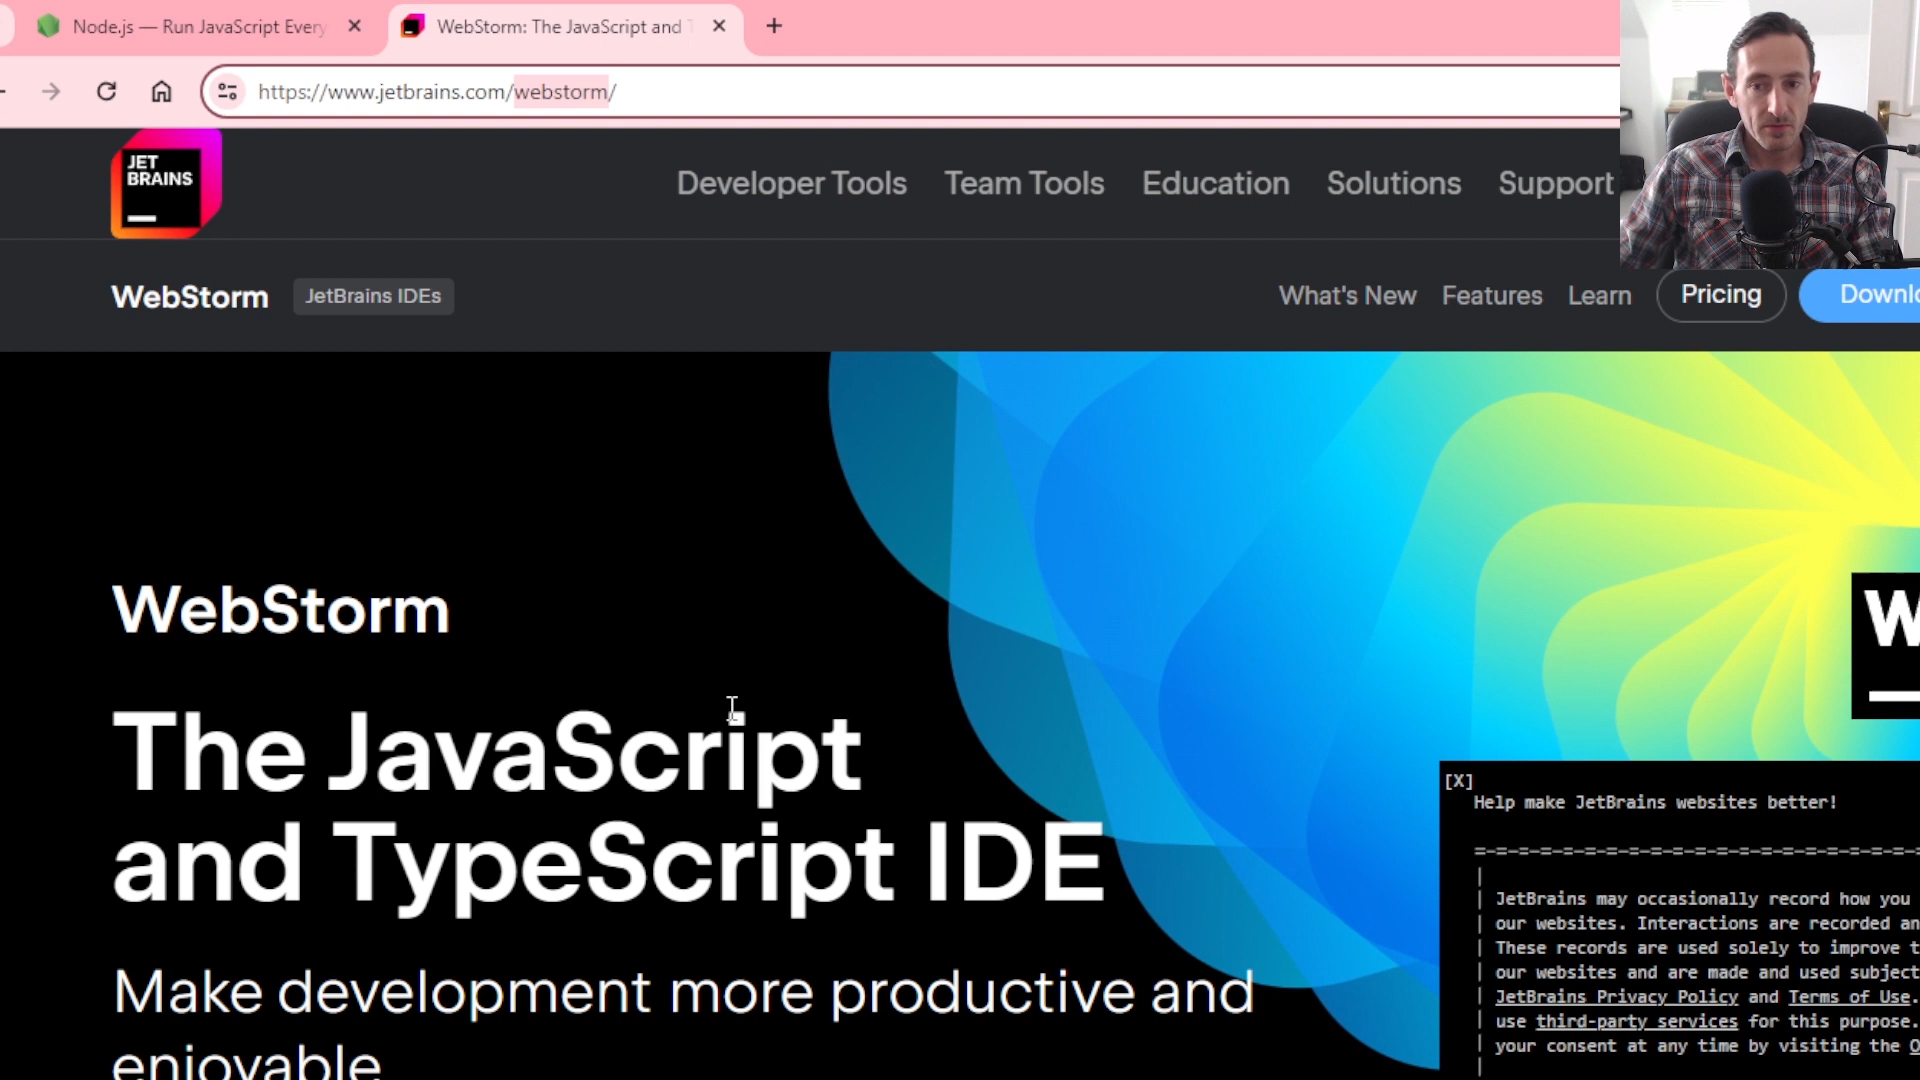 Node.js — Run JavaScript Every
WebStorm: The JavaScript and T
https://www.jetbrains.com/webstorm/
JET
BRAINS
Developer Tools
Team Tools
Education
Solutions
Support
WebStorm
JetBrains IDEs
What's New
Features
Learn
Pricing
Downlo
WebStorm
The JavaScript
and TypeScript IDE
Make development more productive and
enjoyable
W
[X]
Help make JetBrains websites better!
=-=-=-=-=-=-=-=-=-=-=-=-=-=-=-=-=-=-=-=-=
|
| JetBrains may occasionally record how you
| our websites. Interactions are recorded an
| These records are used solely to improve t
| our websites and are made and used subject
| JetBrains Privacy Policy and Terms of Use.
| use third-party services for this purpose.
| your consent at any time by visiting the O
|